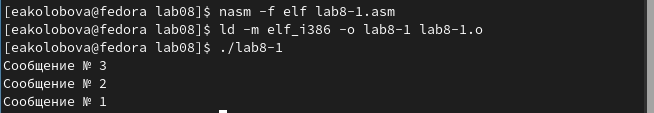 [eakolobova@fedora lab08]$ nasm -f elf lab8-1.asm
[eakolobova@fedora lab08]$ ld -m elf_i386 -o lab8-1 lab8-1.o
[eakolobova@fedora lab08]$ ./lab8-1
Сообщение № 3
Сообщение № 2
Сообщение № 1